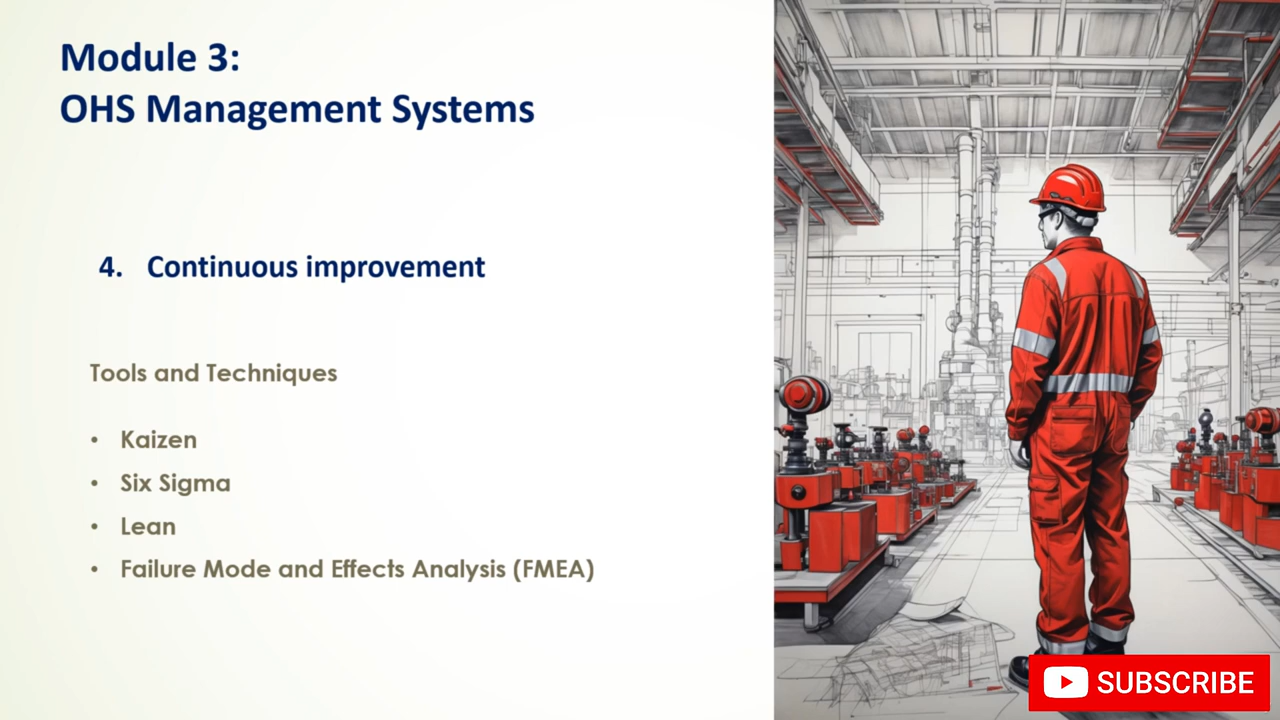 Module 3:
OHS Management Systems
4. Continuous improvement
Tools and Techniques
• Kaizen
• Six Sigma
• Lean
• Failure Mode and Effects Analysis (FMEA)
SUBSCRIBE